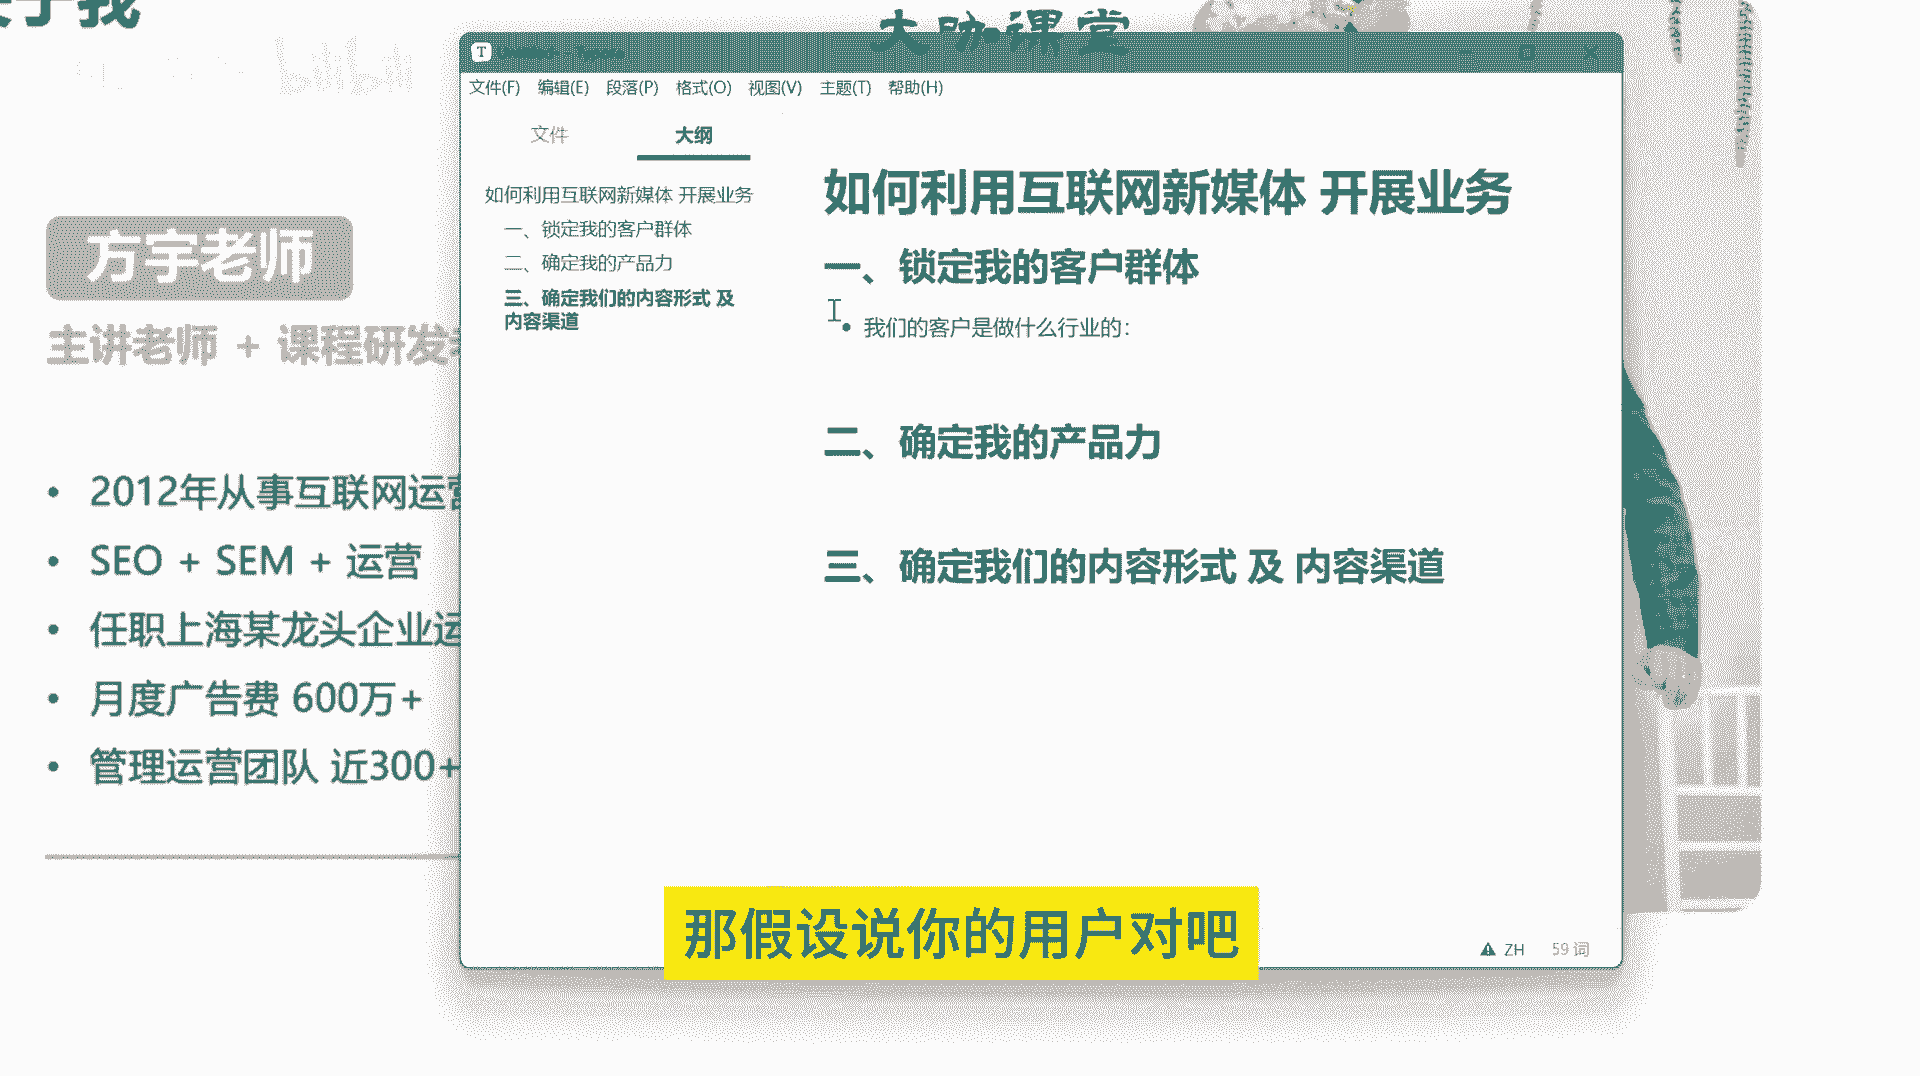 于我
bilibili
大咖课堂
方宇老师
主讲老师 + 课程研发
2012年从事互联网运营
SEO + SEM + 运营
任职上海某龙头企业运
月度广告费 600万+
管理运营团队 近300+
文件(F) 编辑(E) 段落(P) 格式(O) 视图(V) 主题(T) 帮助(H)
文件 大纲
如何利用互联网新媒体 开展业务
一、锁定我的客户群体
二、确定我的产品力
三、确定我们的内容形式 及
内容渠道
如何利用互联网新媒体 开展业务
一、锁定我的客户群体
我们的客户是做什么行业的：
二、确定我的产品力
三、确定我们的内容形式 及 内容渠道
ZH 59 词
那假设说你的用户对吧